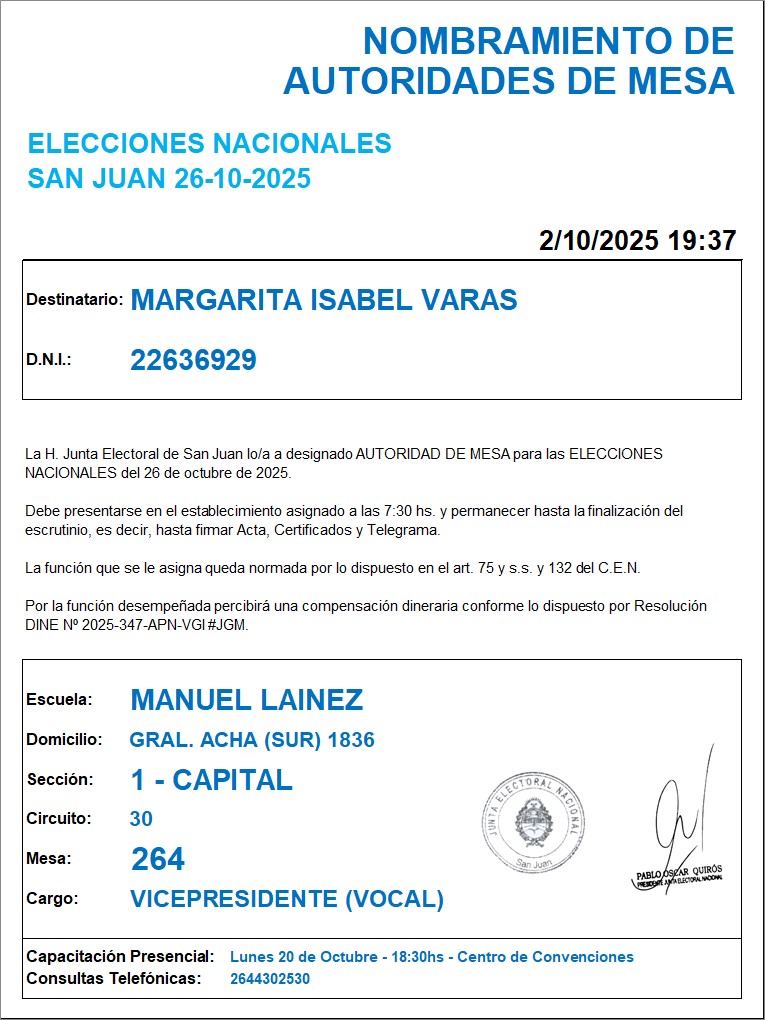 NOMBRAMIENTO DE
AUTORIDADES DE MESA
ELECCIONES NACIONALES
SAN JUAN 26-10-2025
2/10/2025 19:37
Destinatario: MARGARITA ISABEL VARAS
D.N.I.: 22636929
La H. Junta Electoral de San Juan lo/a a designado AUTORIDAD DE MESA para las ELECCIONES
NACIONALES del 26 de octubre de 2025.
Debe presentarse en el establecimiento asignado a las 7:30 hs. y permanecer hasta la finalización del
escrutinio, es decir, hasta firmar Acta, Certificados y Telegrama.
La función que se le asigna queda normada por lo dispuesto en el art. 75 y s.s. y 132 del C.E.N.
Por la función desempeñada percibirá una compensación dineraria conforme lo dispuesto por Resolución
DINE Nº 2025-347-APN-VGI#JGM.
Escuela: MANUEL LAINEZ
Domicilio: GRAL. ACHA (SUR) 1836
Sección: 1 - CAPITAL
Circuito: 30
Mesa: 264
Cargo: VICEPRESIDENTE (VOCAL)
JUNTA ELECTORAL NACIONAL
San Juan
PABLO OSCAR QUIRÓS
PRESIDENTE JUNTA ELECTORAL NACIONAL
Capacitación Presencial: Lunes 20 de Octubre - 18:30hs - Centro de Convenciones
Consultas Telefónicas: 2644302530